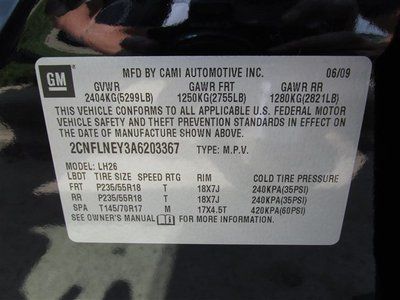 GM
MFD BY CAMI AUTOMOTIVE INC. 06/09
GVWR GAWR FRT GAWR RR
2404KG(5299LB) 1250KG(2755LB) 1280KG(2821LB)
THIS VEHICLE CONFORMS TO ALL APPLICABLE U.S. FEDERAL MOTOR
VEHICLE SAFETY AND THEFT PREVENTION STANDARDS IN EFFECT ON
THE DATE OF MANUFACTURE SHOWN ABOVE.
2CNFLNEY3A6203367 TYPE: M.P.V.
MODEL: LH26
LBDT TIRE SIZE SPEED RTG RIM COLD TIRE PRESSURE
FRT P235/55R18 T 18X7J 240KPA(35PSI)
RR P235/55R18 T 18X7J 240KPA(35PSI)
SPA T145/70R17 M 17X4.5T 420KPA(60PSI)
SEE OWNER'S MANUAL FOR MORE INFORMATION.